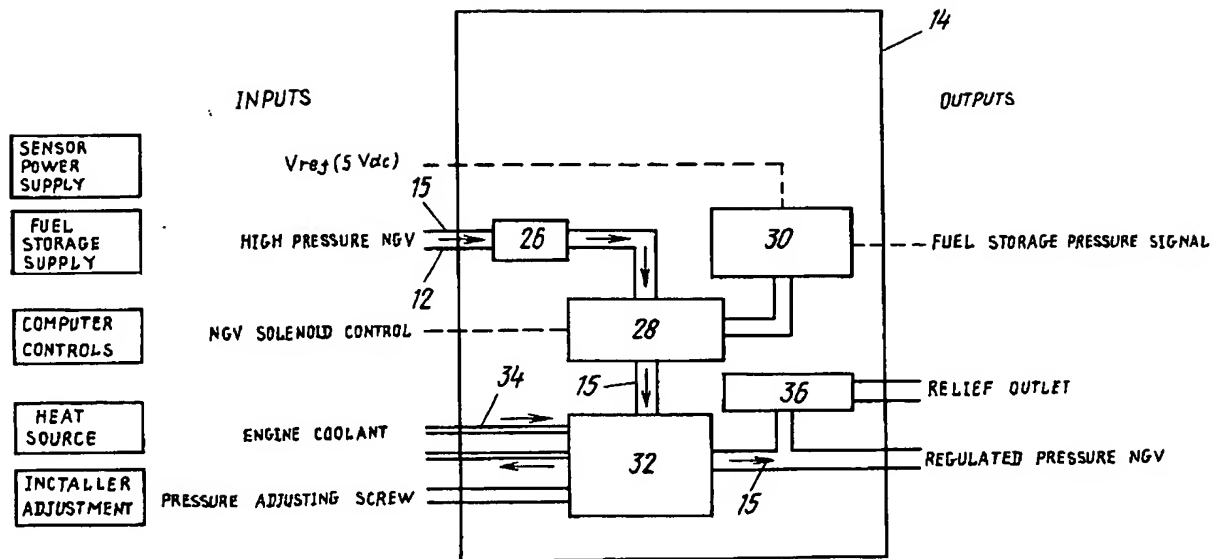 14
INPUTS
OUTPUTS
SENSOR
POWER
SUPPLY
Vref (5 Vdc)
15
FUEL
STORAGE
SUPPLY
HIGH PRESSURE NGV
26
30
FUEL STORAGE PRESSURE SIGNAL
12
COMPUTER
CONTROLS
NGV SOLENOLD CONTROL
28
15
34
36
RELIEF OUTLET
HEAT
SOURCE
ENGINE COOLANT
32
REGULATED PRESSURE NGV
15
INCTALLER
ADJUSTMENT
PRESSURE ADJUSTING SCREW